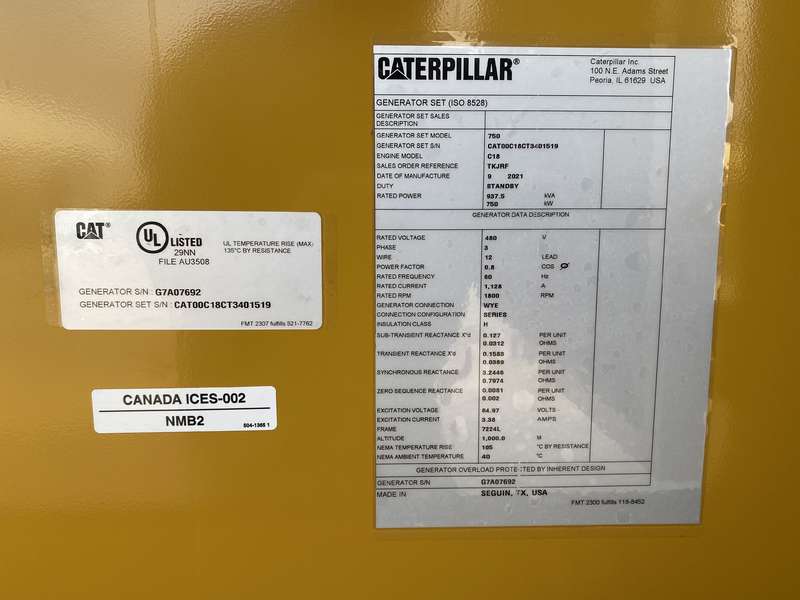 CATERPILLAR®
Caterpillar Inc.
100 N.E. Adams Street
Peoria, IL 61629 USA
GENERATOR SET (ISO 8528)
GENERATOR SET SALES
DESCRIPTION
GENERATOR SET MODEL 750
GENERATOR SET S/N CAT00C18CT3401519
ENGINE MODEL C18
SALES ORDER REFERENCE TKJRF
DATE OF MANUFACTURE 9 2021
DUTY STANDBY
RATED POWER 937.5 kVA
750 kW
GENERATOR DATA DESCRIPTION
RATED VOLTAGE 480 V
PHASE 3
WIRE 12 LEAD
POWER FACTOR 0.8 COS Ø
RATED FREQUENCY 60 Hz
RATED CURRENT 1,128 A
RATED RPM 1800 RPM
GENERATOR CONNECTION WYE
CONNECTION CONFIGURATION SERIES
INSULATION CLASS H
SUB-TRANSIENT REACTANCE X"d 0.127 PER UNIT
0.0312 OHMS
TRANSIENT REACTANCE X'd 0.1583 PER UNIT
0.0389 OHMS
SYNCHRONOUS REACTANCE 3.2446 PER UNIT
0.7974 OHMS
ZERO SEQUENCE REACTANCE 0.0081 PER UNIT
0.002 OHMS
EXCITATION VOLTAGE 64.97 VOLTS
EXCITATION CURRENT 3.38 AMPS
FRAME 7224L
ALTITUDE 1,000.0 M
NEMA TEMPERATURE RISE 105 °C BY RESISTANCE
NEMA AMBIENT TEMPERATURE 40 °C
GENERATOR OVERLOAD PROTECTED BY INHERENT DESIGN
GENERATOR S/N G7A07692
MADE IN SEGUIN, TX, USA
FMT 2300 fulfills 118-8452
CAT®
UL LISTED
29NN
FILE AU3508
UL TEMPERATURE RISE (MAX)
135°C BY RESISTANCE
GENERATOR S/N : G7A07692
GENERATOR SET S/N : CAT00C18CT3401519
FMT 2307 fulfills 521-7762
CANADA ICES-002
NMB2
504-1365 1